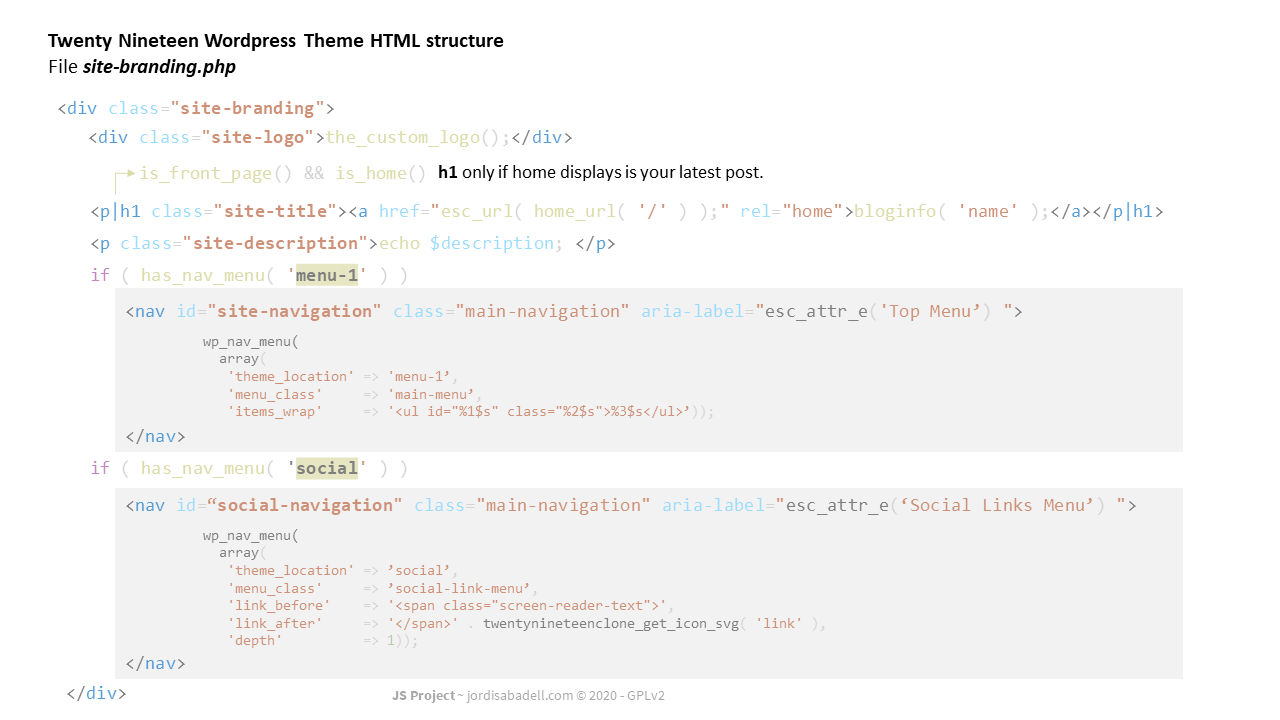 Twenty Nineteen Wordpress Theme HTML structure
File site-branding.php
<div class="site-branding">
<div class="site-logo">the_custom_logo();</div>
is_front_page() && is_home() h1 only if home displays is your latest post.
<p|h1 class="site-title"><a href="esc_url( home_url( '/' ) );" rel="home">bloginfo( 'name' );</a></p|h1>
<p class="site-description">echo $description; </p>
if ( has_nav_menu( 'menu-1' ) )
<nav id="site-navigation" class="main-navigation" aria-label="esc_attr_e('Top Menu’) ">
wp_nav_menu(
array(
'theme_location' => 'menu-1’,
'menu_class' => 'main-menu’,
'items_wrap' => '<ul id="%1$s" class="%2$s">%3$s</ul>’));
</nav>
if ( has_nav_menu( 'social' ) )
<nav id=“social-navigation" class="main-navigation" aria-label="esc_attr_e(‘Social Links Menu’) ">
wp_nav_menu(
array(
'theme_location' => ’social’,
'menu_class' => ’social-link-menu’,
'link_before' => '<span class="screen-reader-text">',
'link_after' => '</span>' . twentynineteenclone_get_icon_svg( 'link' ),
'depth' => 1));
</nav>
</div>
JS Project ~ jordisabadell.com © 2020 - GPLv2